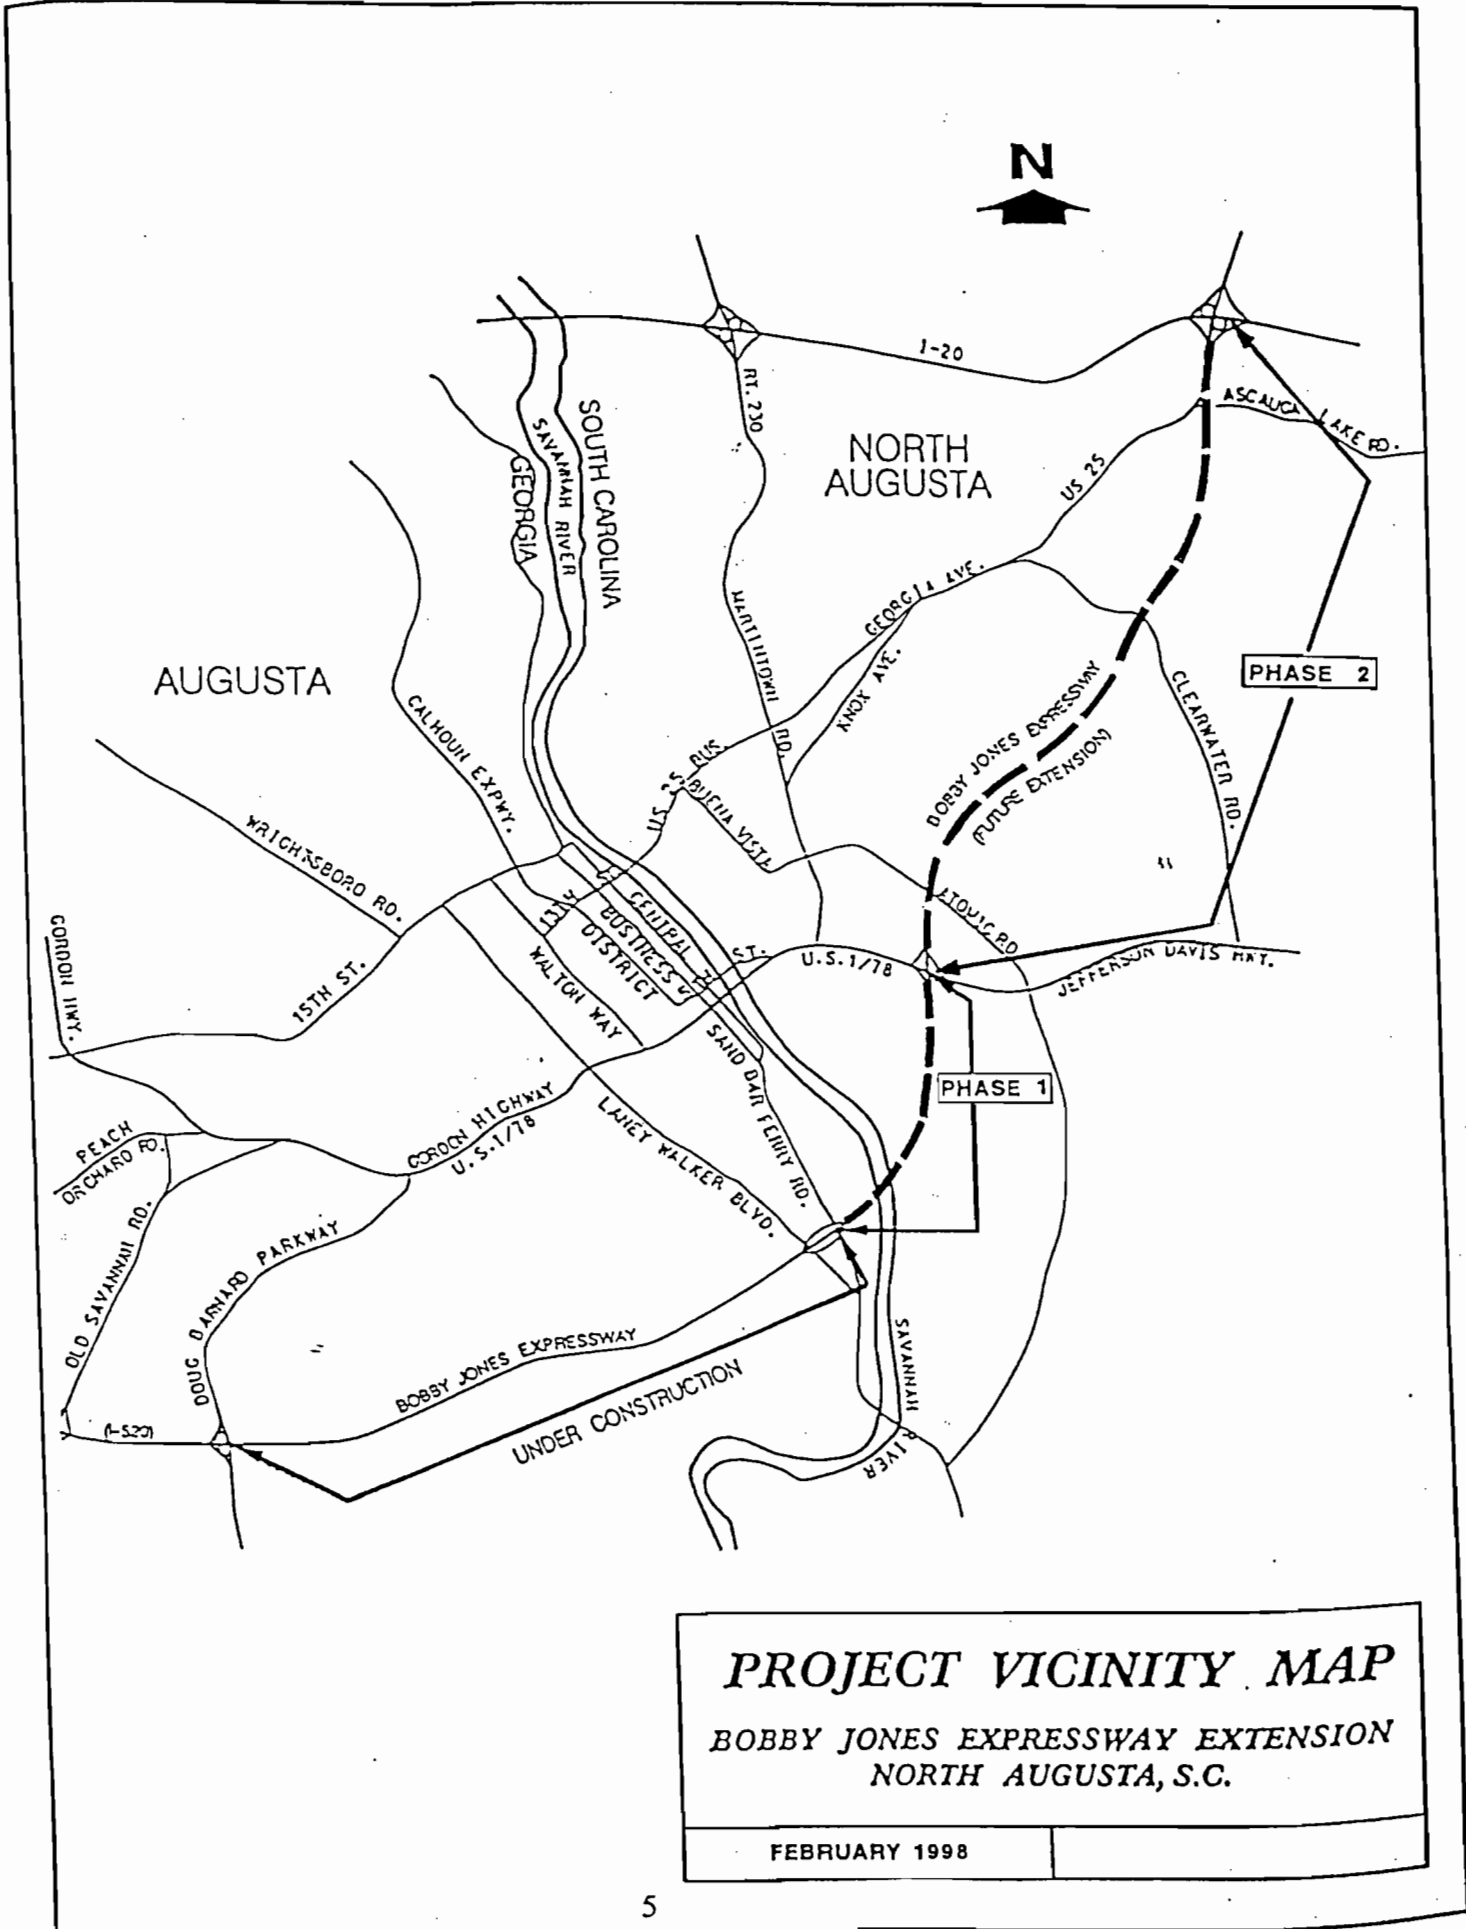 N
I-20
RT. 230
ASCAUGA LAKE RD.
SOUTH CAROLINA
SAVANNAH RIVER
GEORGIA
NORTH
AUGUSTA
US 25
MARTINTOWN RD.
GEORGIA AVE.
KNOX AVE.
AUGUSTA
PHASE 2
CLEARWATER RD.
CALHOUN EXPWY.
BOBBY JONES EXPRESSWAY
(FUTURE EXTENSION)
US 25 BUS.
BUENA VISTA
WRIGHTSBORO RD.
ATOMIC RD
13TH
CENTRAL
BUSINESS
DISTRICT
ST.
U.S.1/78
JEFFERSON DAVIS HWY.
GORDON HWY.
15TH ST.
WALTON WAY
SAND BAR FERRY RD.
PHASE 1
GORDON HIGHWAY
U.S.1/78
LANEY WALKER BLVD.
PEACH
ORCHARD RD.
OLD SAVANNAH RD.
DOUG BARNARD PARKWAY
BOBBY JONES EXPRESSWAY
SAVANNAH RIVER
UNDER CONSTRUCTION
(I-520)
PROJECT VICINITY MAP
BOBBY JONES EXPRESSWAY EXTENSION
NORTH AUGUSTA, S.C.
FEBRUARY 1998
5